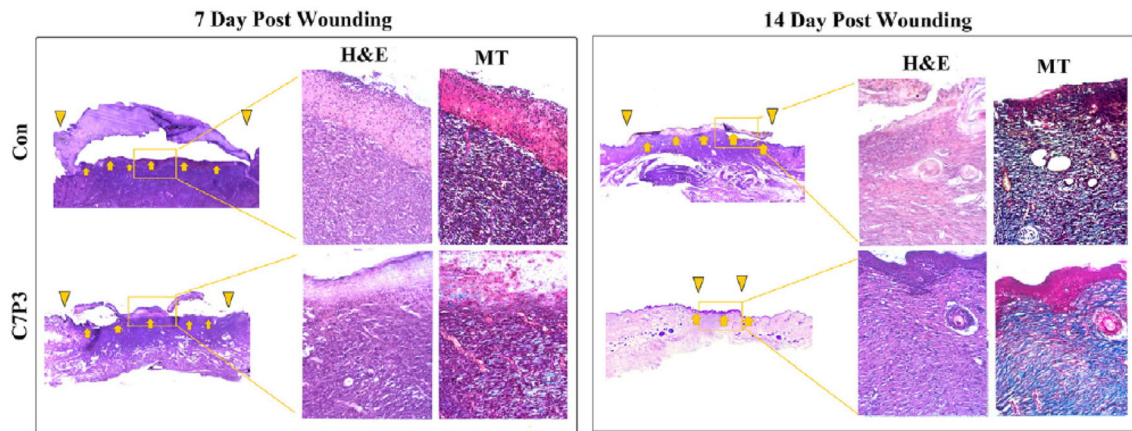 7 Day Post Wounding
14 Day Post Wounding
H&E
MT
H&E
MT
Con
C7P3